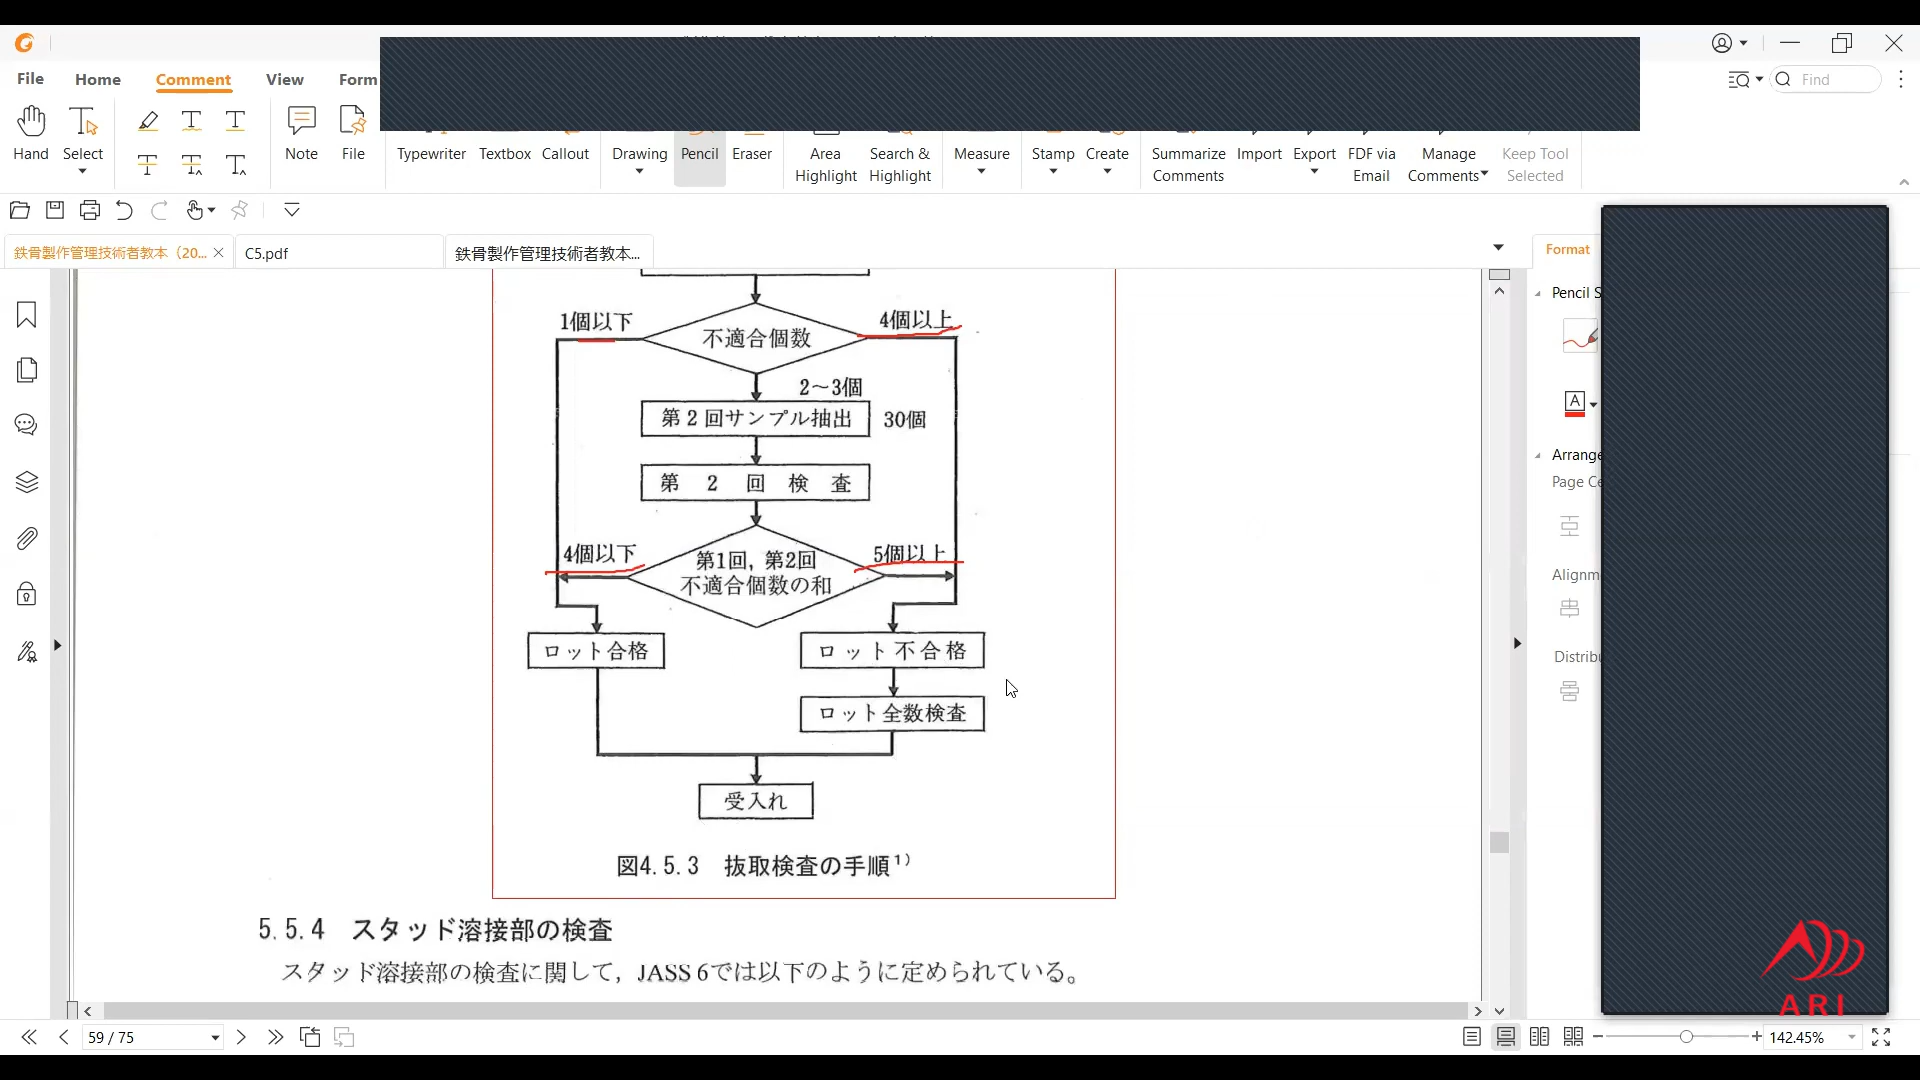 File
Home
Comment
View
Form
Find
Hand
Select
Note
File
Typewriter
Textbox
Callout
Drawing
Pencil
Eraser
Area
Highlight
Search &
Highlight
Measure
Stamp
Create
Summarize
Comments
Import
Export
FDF via
Email
Manage
Comments
Keep Tool
Selected
鉄骨製作管理技術者教本（20...
C5.pdf
鉄骨製作管理技術者教本...
Format
Pencil S
Arrange
Page Ce
Alignm
Distribu
1個以下
不適合個数
4個以上
2～3個
第2回サンプル抽出
30個
第 2 回 検 査
4個以下
第1回, 第2回
不適合個数の和
5個以上
ロット合格
ロット不合格
ロット全数検査
受入れ
図4.5.3 抜取検査の手順1)
5.5.4 スタッド溶接部の検査
スタッド溶接部の検査に関して，JASS 6では以下のように定められている。
ARI
59 / 75
142.45%